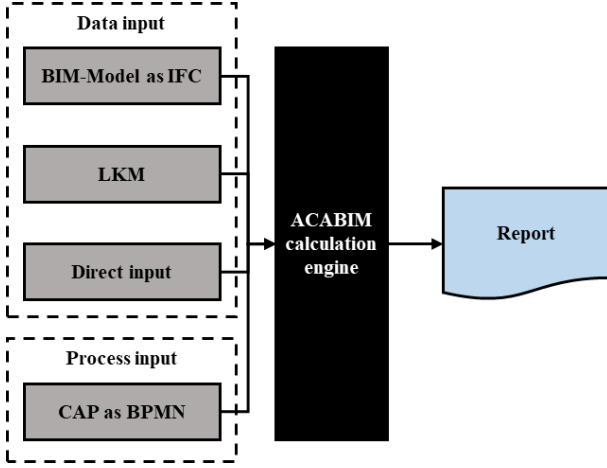 Data input
BIM-Model as IFC
LKM
Direct input
Process input
CAP as BPMN
ACABIM
calculation
engine
Report